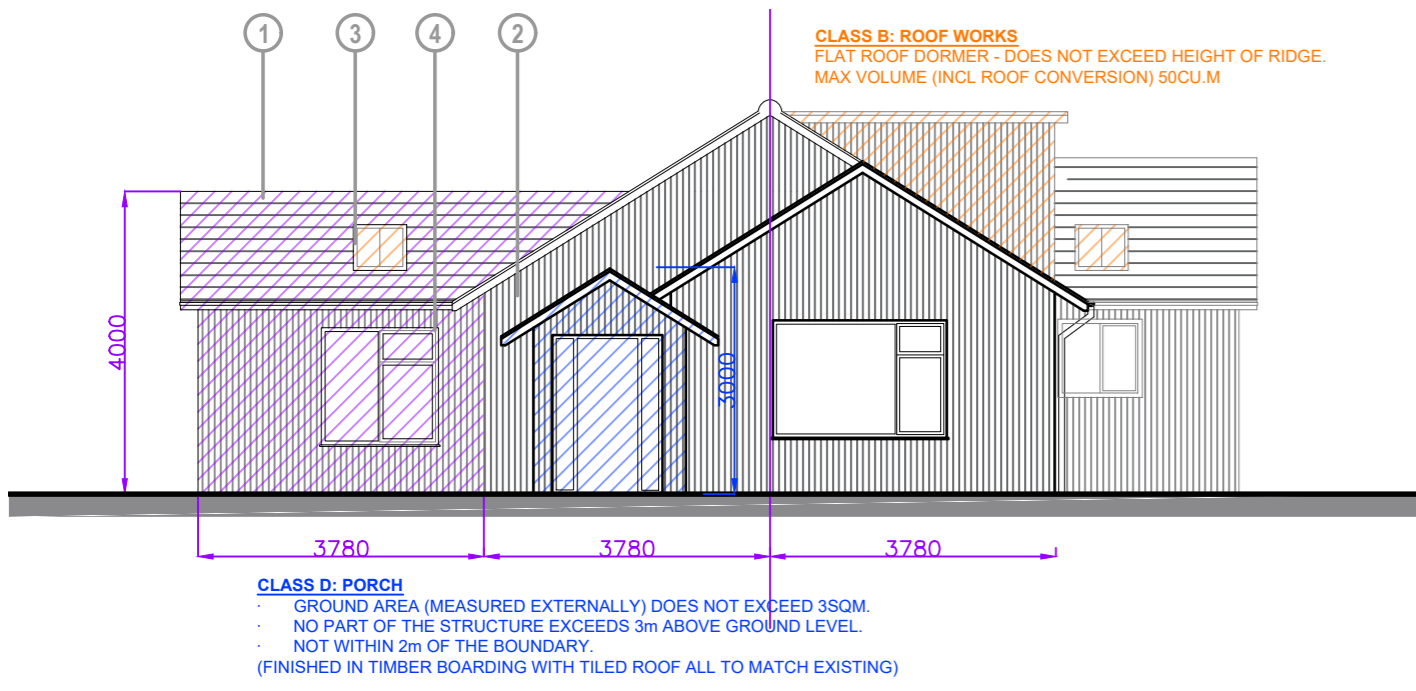 1
3
4
2
CLASS B: ROOF WORKS
FLAT ROOF DORMER - DOES NOT EXCEED HEIGHT OF RIDGE.
MAX VOLUME (INCL ROOF CONVERSION) 50CU.M
4000
3000
3780
3780
3780
CLASS D: PORCH
· GROUND AREA (MEASURED EXTERNALLY) DOES NOT EXCEED 3SQM.
· NO PART OF THE STRUCTURE EXCEEDS 3m ABOVE GROUND LEVEL.
· NOT WITHIN 2m OF THE BOUNDARY.
(FINISHED IN TIMBER BOARDING WITH TILED ROOF ALL TO MATCH EXISTING)